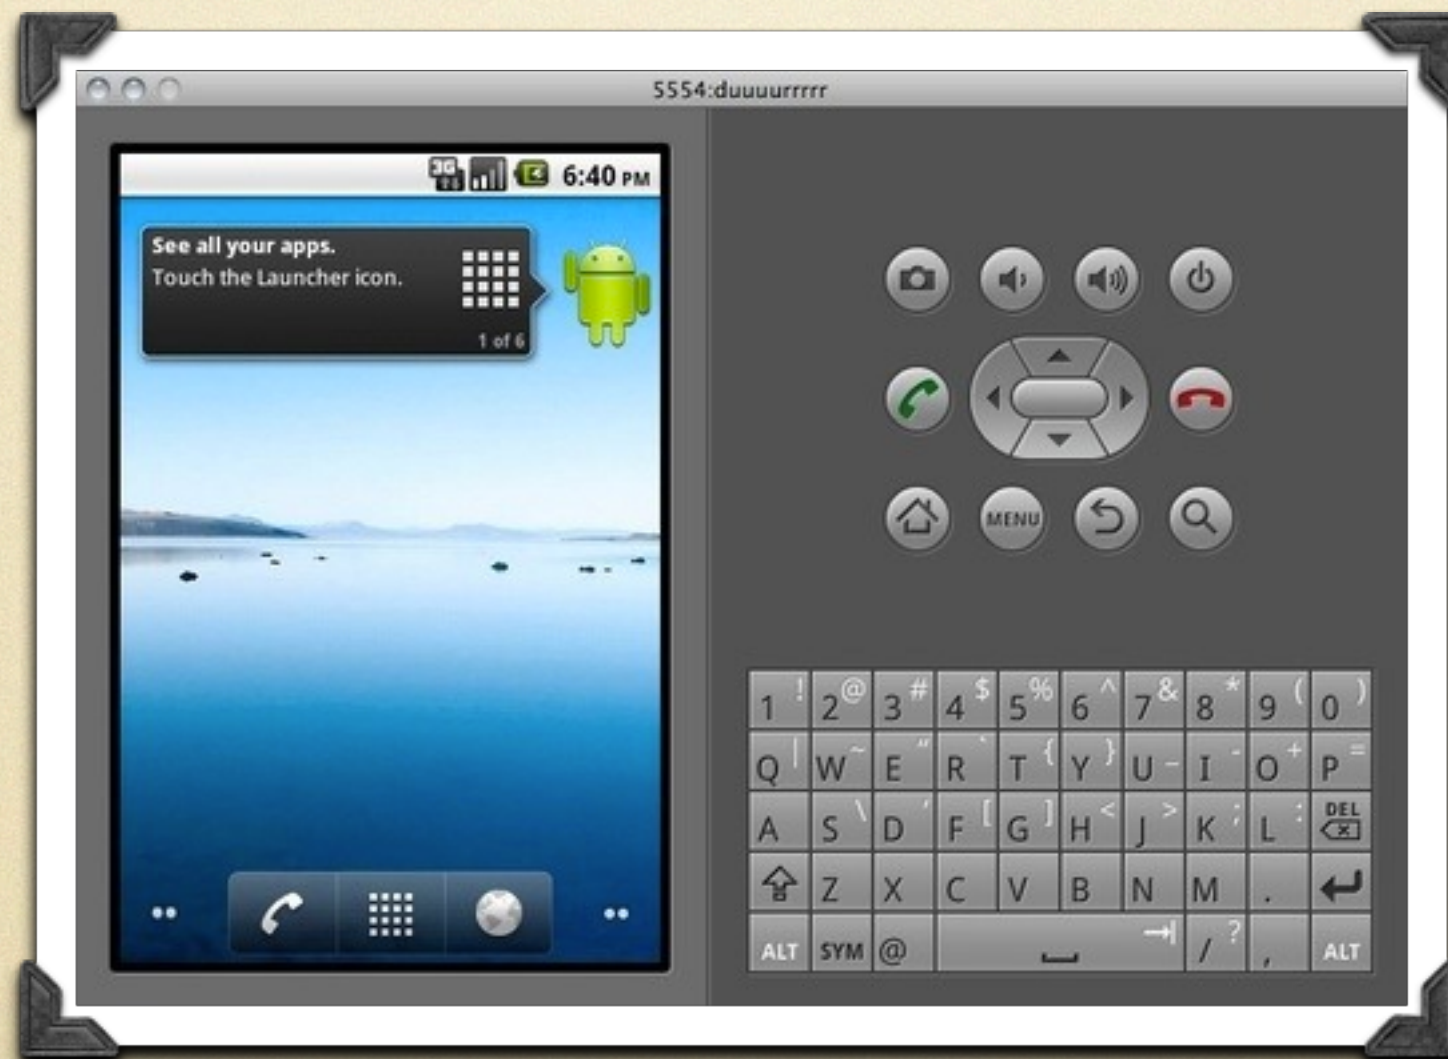 5554:duuuurrrrr
3G 6:40 PM
See all your apps.
Touch the Launcher icon.
1 of 6
MENU
1 ! 2 @ 3 # 4 $ 5 % 6 ^ 7 & 8 * 9 ( 0 )
Q | W ~ E " R ` T { Y } U _ I - O + P =
A S \ D ' F [ G ] H < J > K ; L : DEL
Z X C V B N M .
ALT SYM @ / ? , ALT